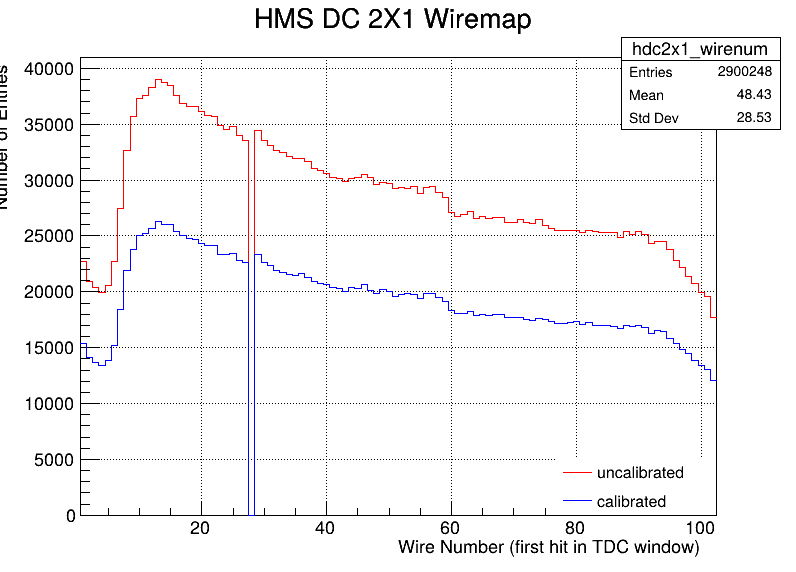 HMS DC 2X1 Wiremap
hdc2x1_wirenum
Entries 2900248
Mean 48.43
Std Dev 28.53
Number of Entries
40000
35000
30000
25000
20000
15000
10000
5000
0
20 40 60 80 100
uncalibrated
calibrated
Wire Number (first hit in TDC window)